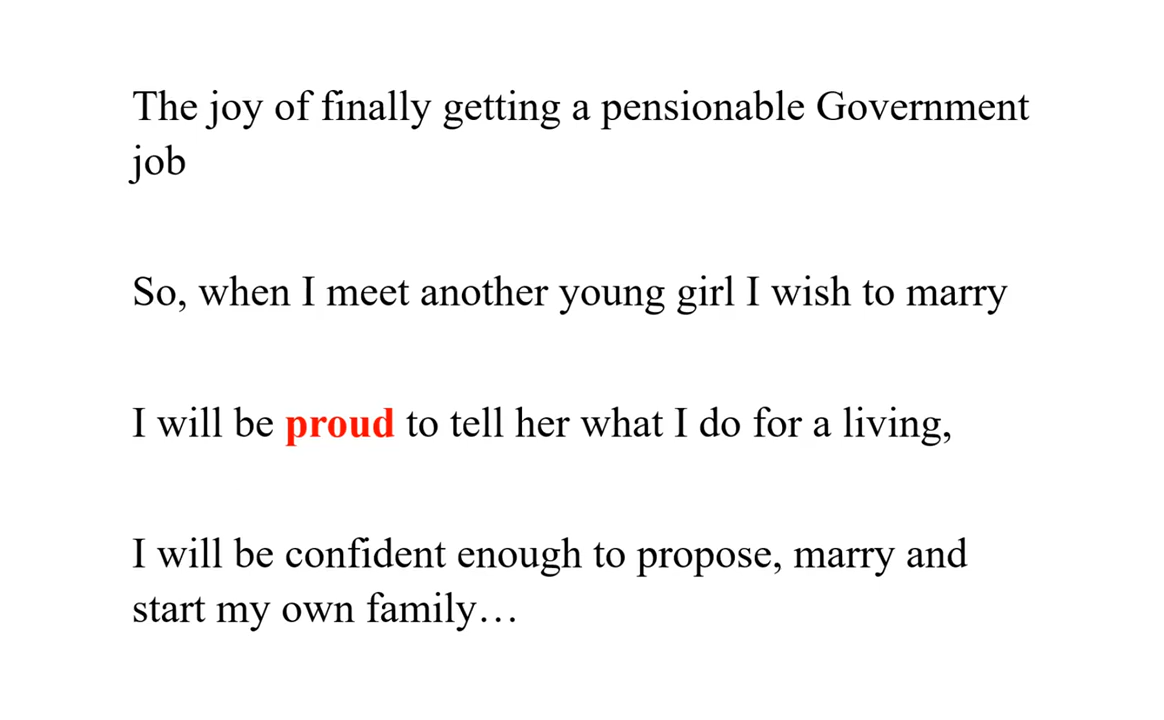 The joy of finally getting a pensionable Government
job
So, when I meet another young girl I wish to marry
I will be proud to tell her what I do for a living,
I will be confident enough to propose, marry and
start my own family…